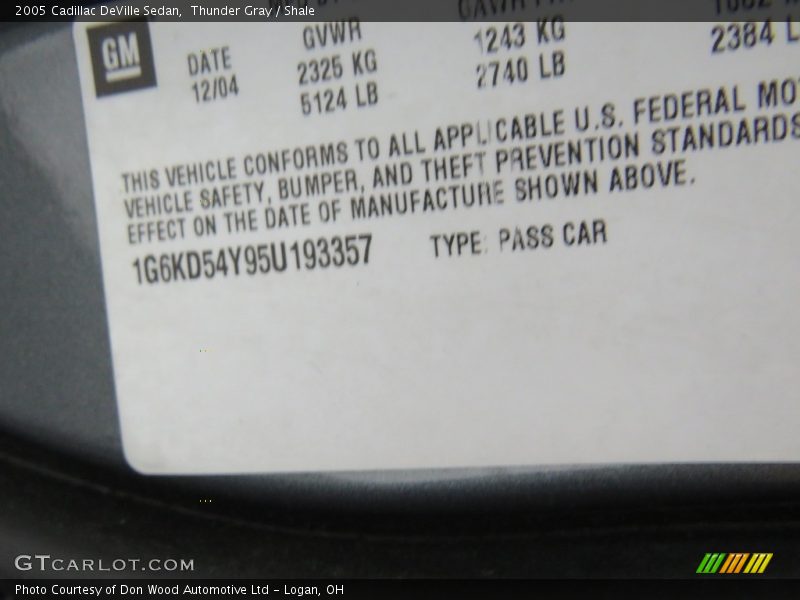 2005 Cadillac DeVille Sedan, Thunder Gray / Shale
GM
DATE
12/04
GVWR
2325 KG
5124 LB
1243 KG
2740 LB
2384 L
THIS VEHICLE CONFORMS TO ALL APPLICABLE U.S. FEDERAL MO
VEHICLE SAFETY, BUMPER, AND THEFT PREVENTION STANDARDS
EFFECT ON THE DATE OF MANUFACTURE SHOWN ABOVE.
1G6KD54Y95U193357 TYPE: PASS CAR
GTCARLOT.COM
Photo Courtesy of Don Wood Automotive Ltd - Logan, OH